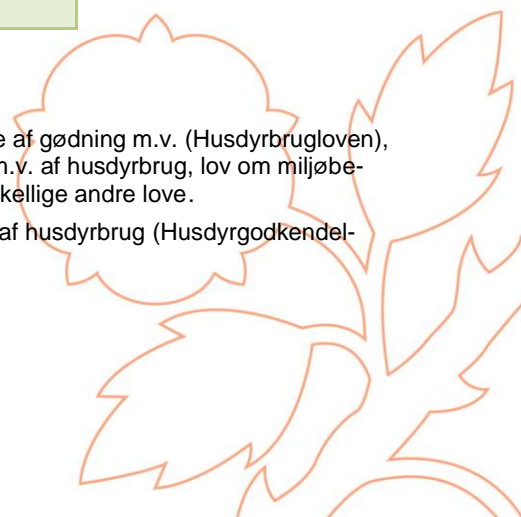 af gødning m.v. (Husdyrbrugloven),
m.v. af husdyrbrug, lov om miljøbe-
kellige andre love.
af husdyrbrug (Husdyrgodkendel-